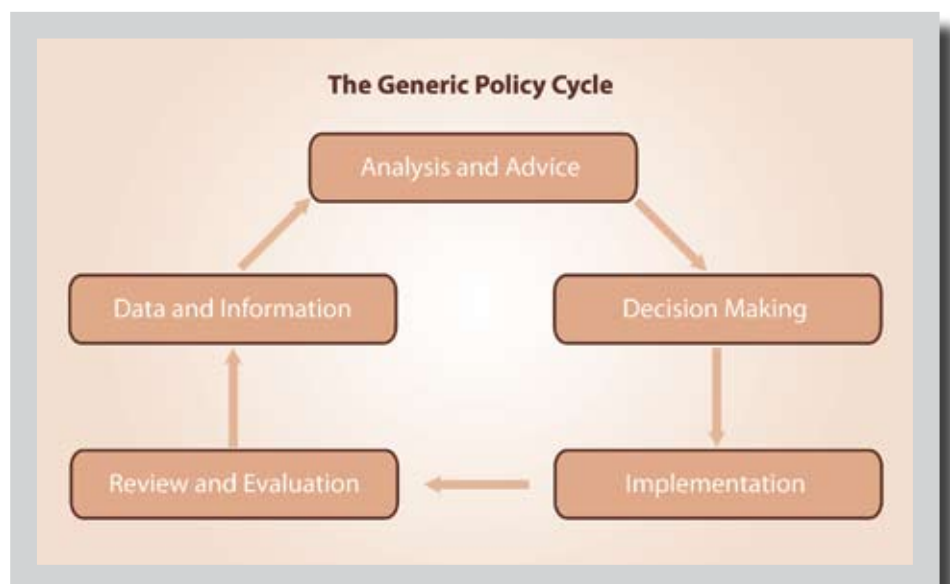 The Generic Policy Cycle
Analysis and Advice
Data and Information
Decision Making
Review and Evaluation
Implementation